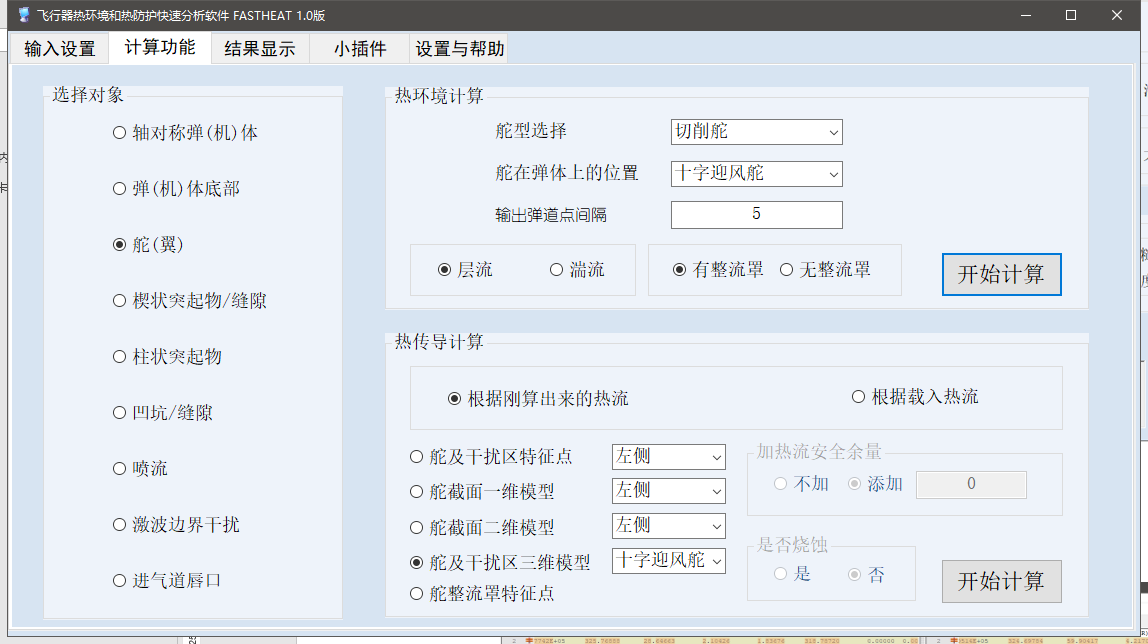 飞行器热环境和热防护快速分析软件 FASTHEAT 1.0版
输入设置 计算功能 结果显示 小插件 设置与帮助
选择对象
轴对称弹(机)体
弹(机)体底部
舵(翼)
楔状突起物/缝隙
柱状突起物
凹坑/缝隙
喷流
激波边界干扰
进气道唇口
热环境计算
舵型选择 切削舵
舵在弹体上的位置 十字迎风舵
输出弹道点间隔 5
层流 湍流 有整流罩 无整流罩
开始计算
热传导计算
根据刚算出来的热流 根据载入热流
舵及干扰区特征点 左侧
舵截面一维模型 左侧
舵截面二维模型 左侧
舵及干扰区三维模型 十字迎风舵
舵整流罩特征点
加热流安全余量
不加 添加 0
是否烧蚀
是 否
开始计算